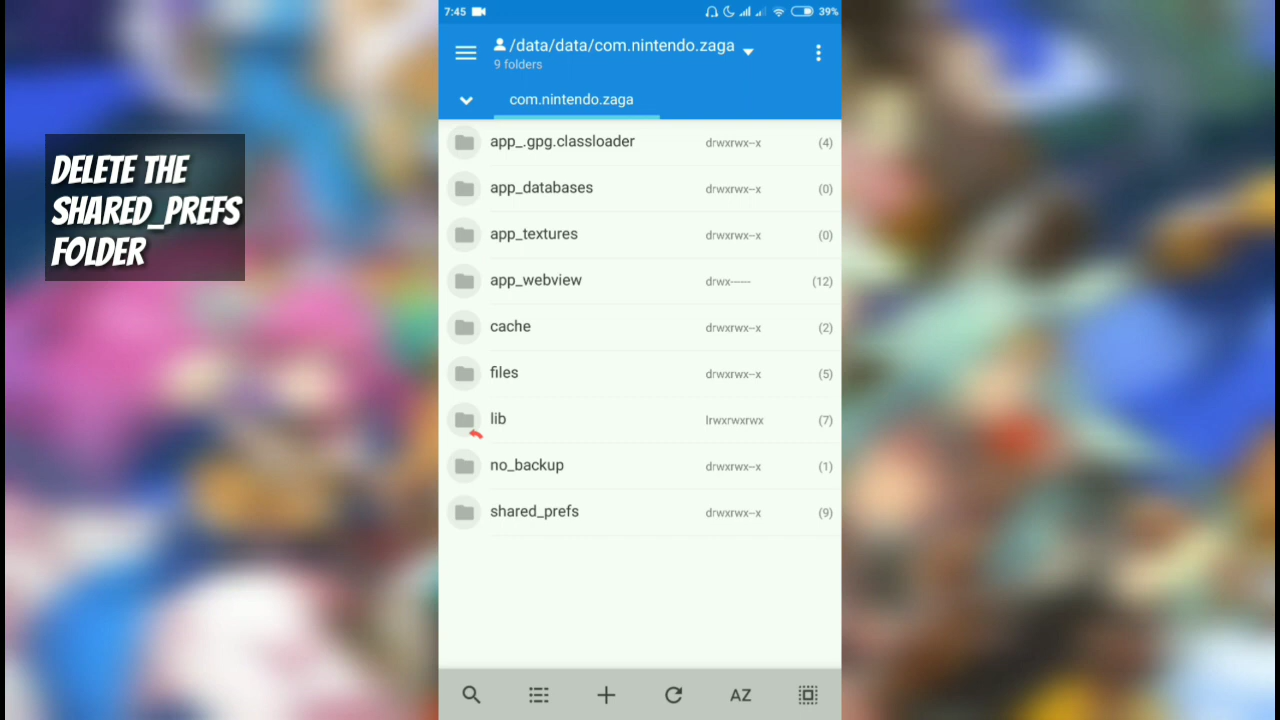 DELETE THE
SHARED_PREFS
FOLDER
7:45 39%
/data/data/com.nintendo.zaga
9 folders
com.nintendo.zaga
app_.gpg.classloader drwxrwx--x (4)
app_databases drwxrwx--x (0)
app_textures drwxrwx--x (0)
app_webview drwx------ (12)
cache drwxrwx--x (2)
files drwxrwx--x (5)
lib lrwxrwxrwx (7)
no_backup drwxrwx--x (1)
shared_prefs drwxrwx--x (9)
AZ